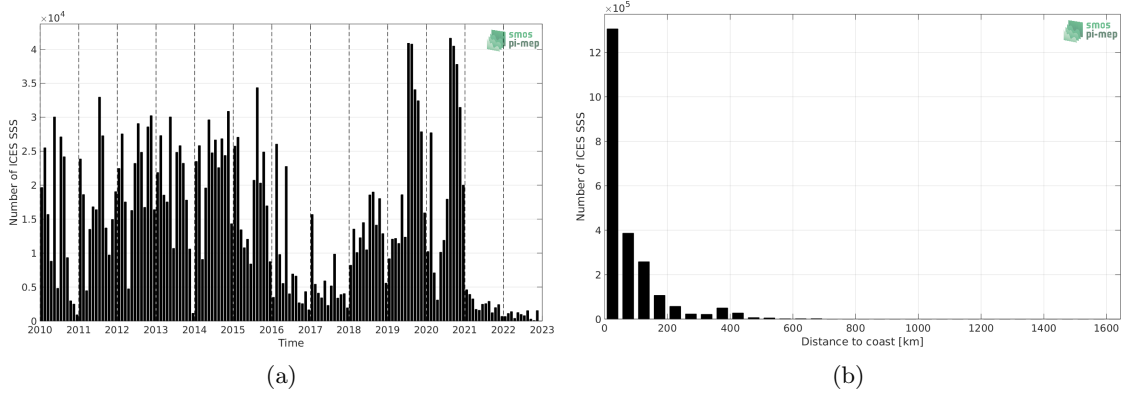 ×10⁴
smos
pi-mep
4
3.5
3
2.5
2
1.5
1
0.5
0
Number of ICES SSS
2010 2011 2012 2013 2014 2015 2016 2017 2018 2019 2020 2021 2022 2023
Time
(a)
×10⁵
smos
pi-mep
12
10
8
6
4
2
0
Number of ICES SSS
0 200 400 600 800 1000 1200 1400 1600
Distance to coast [km]
(b)